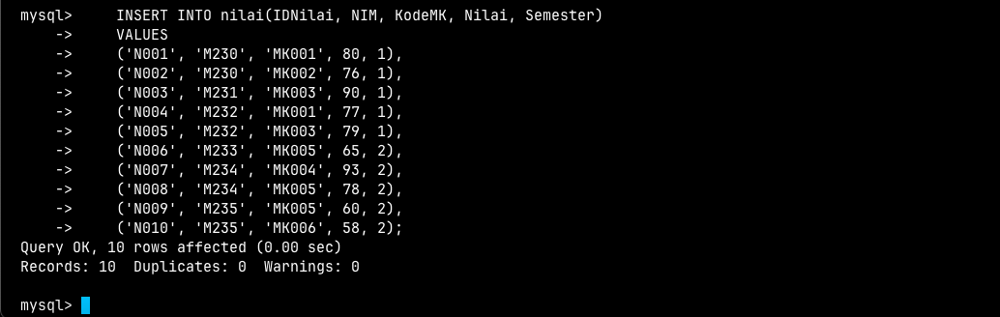 mysql>     INSERT INTO nilai(IDNilai, NIM, KodeMK, Nilai, Semester)
    ->     VALUES
    ->     ('N001', 'M230', 'MK001', 80, 1),
    ->     ('N002', 'M230', 'MK002', 76, 1),
    ->     ('N003', 'M231', 'MK003', 90, 1),
    ->     ('N004', 'M232', 'MK001', 77, 1),
    ->     ('N005', 'M232', 'MK003', 79, 1),
    ->     ('N006', 'M233', 'MK005', 65, 2),
    ->     ('N007', 'M234', 'MK004', 93, 2),
    ->     ('N008', 'M234', 'MK005', 78, 2),
    ->     ('N009', 'M235', 'MK005', 60, 2),
    ->     ('N010', 'M235', 'MK006', 58, 2);
Query OK, 10 rows affected (0.00 sec)
Records: 10  Duplicates: 0  Warnings: 0
mysql>